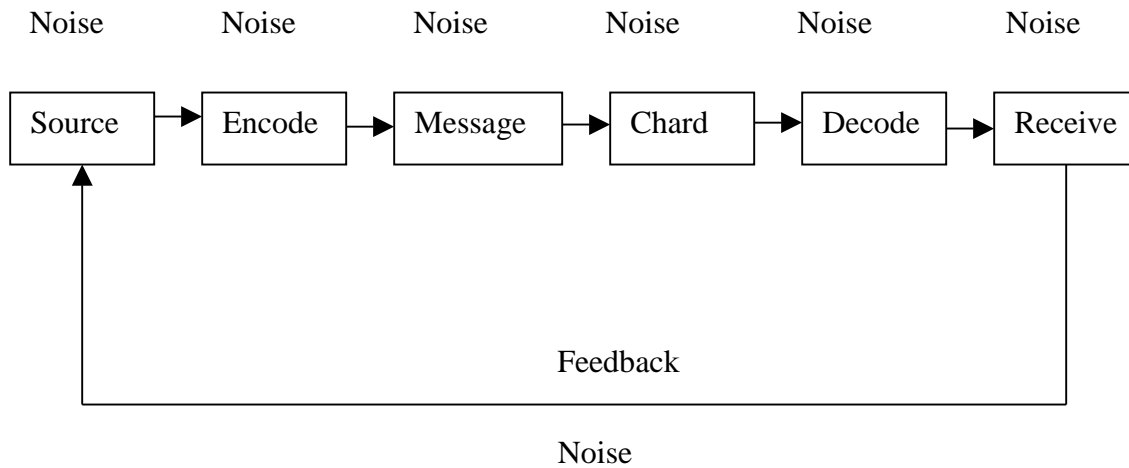 Noise Noise Noise Noise Noise Noise
Source Encode Message Chard Decode Receive
Feedback
Noise